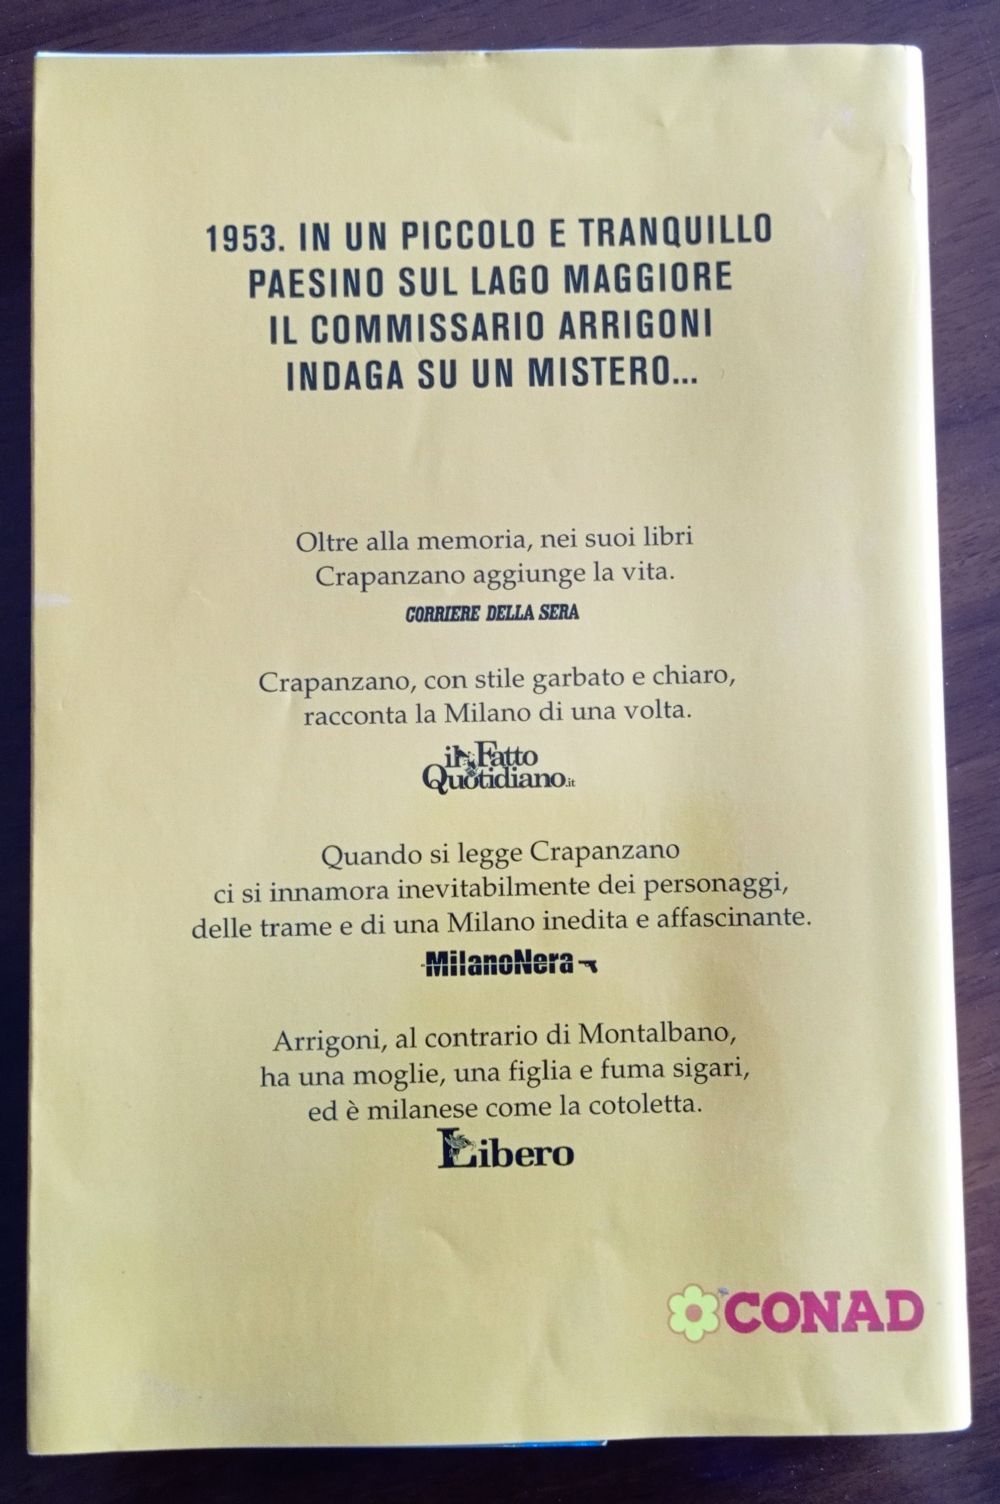 1953. IN UN PICCOLO E TRANQUILLO
PAESINO SUL LAGO MAGGIORE
IL COMMISSARIO ARRIGONI
INDAGA SU UN MISTERO...
Oltre alla memoria, nei suoi libri
Crapanzano aggiunge la vita.
CORRIERE DELLA SERA
Crapanzano, con stile garbato e chiaro,
racconta la Milano di una volta.
il Fatto
Quotidiano.it
Quando si legge Crapanzano
ci si innamora inevitabilmente dei personaggi,
delle trame e di una Milano inedita e affascinante.
MilanoNera
Arrigoni, al contrario di Montalbano,
ha una moglie, una figlia e fuma sigari,
ed è milanese come la cotoletta.
Libero
CONAD